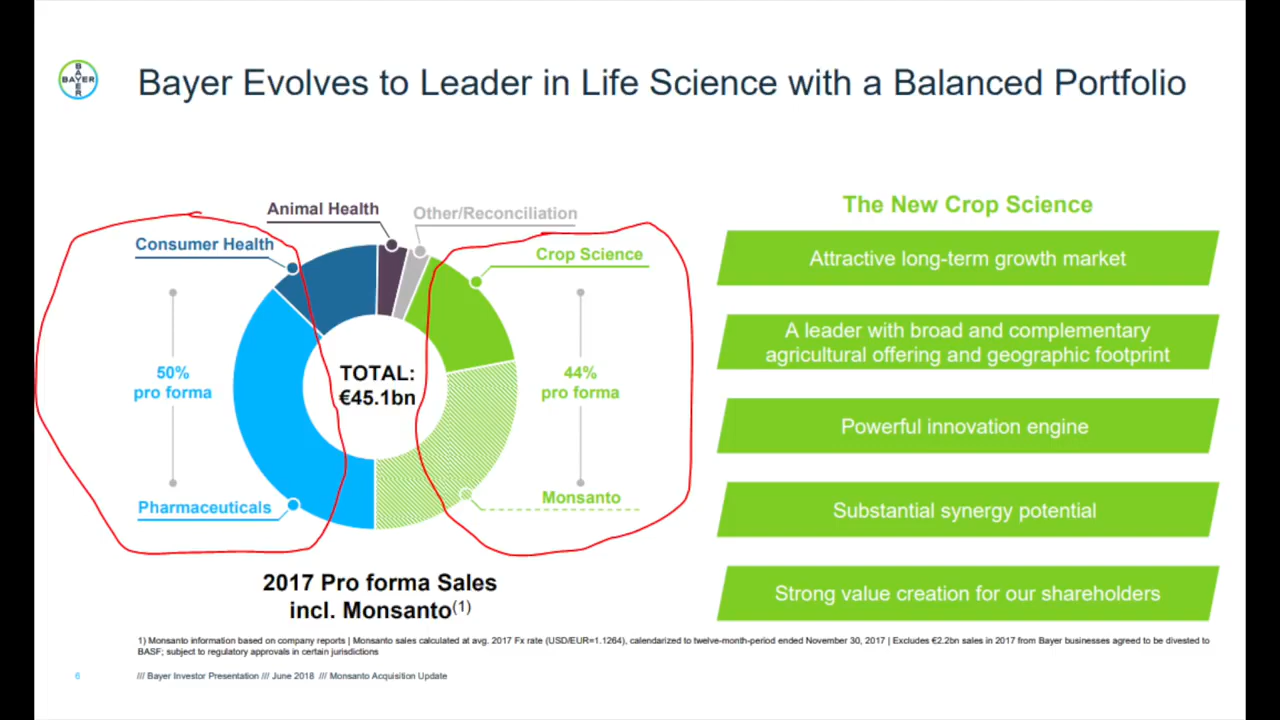 BAYER
BAYER
Bayer Evolves to Leader in Life Science with a Balanced Portfolio
Animal Health
Other/Reconciliation
Consumer Health
Crop Science
50%
pro forma
TOTAL:
€45.1bn
44%
pro forma
Pharmaceuticals
Monsanto
2017 Pro forma Sales
incl. Monsanto(1)
The New Crop Science
Attractive long-term growth market
A leader with broad and complementary
agricultural offering and geographic footprint
Powerful innovation engine
Substantial synergy potential
Strong value creation for our shareholders
1) Monsanto information based on company reports | Monsanto sales calculated at avg. 2017 Fx rate (USD/EUR=1.1264), calendarized to twelve-month-period ended November 30, 2017 | Excludes €2.2bn sales in 2017 from Bayer businesses agreed to be divested to
BASF; subject to regulatory approvals in certain jurisdictions
6
/// Bayer Investor Presentation /// June 2018 /// Monsanto Acquisition Update